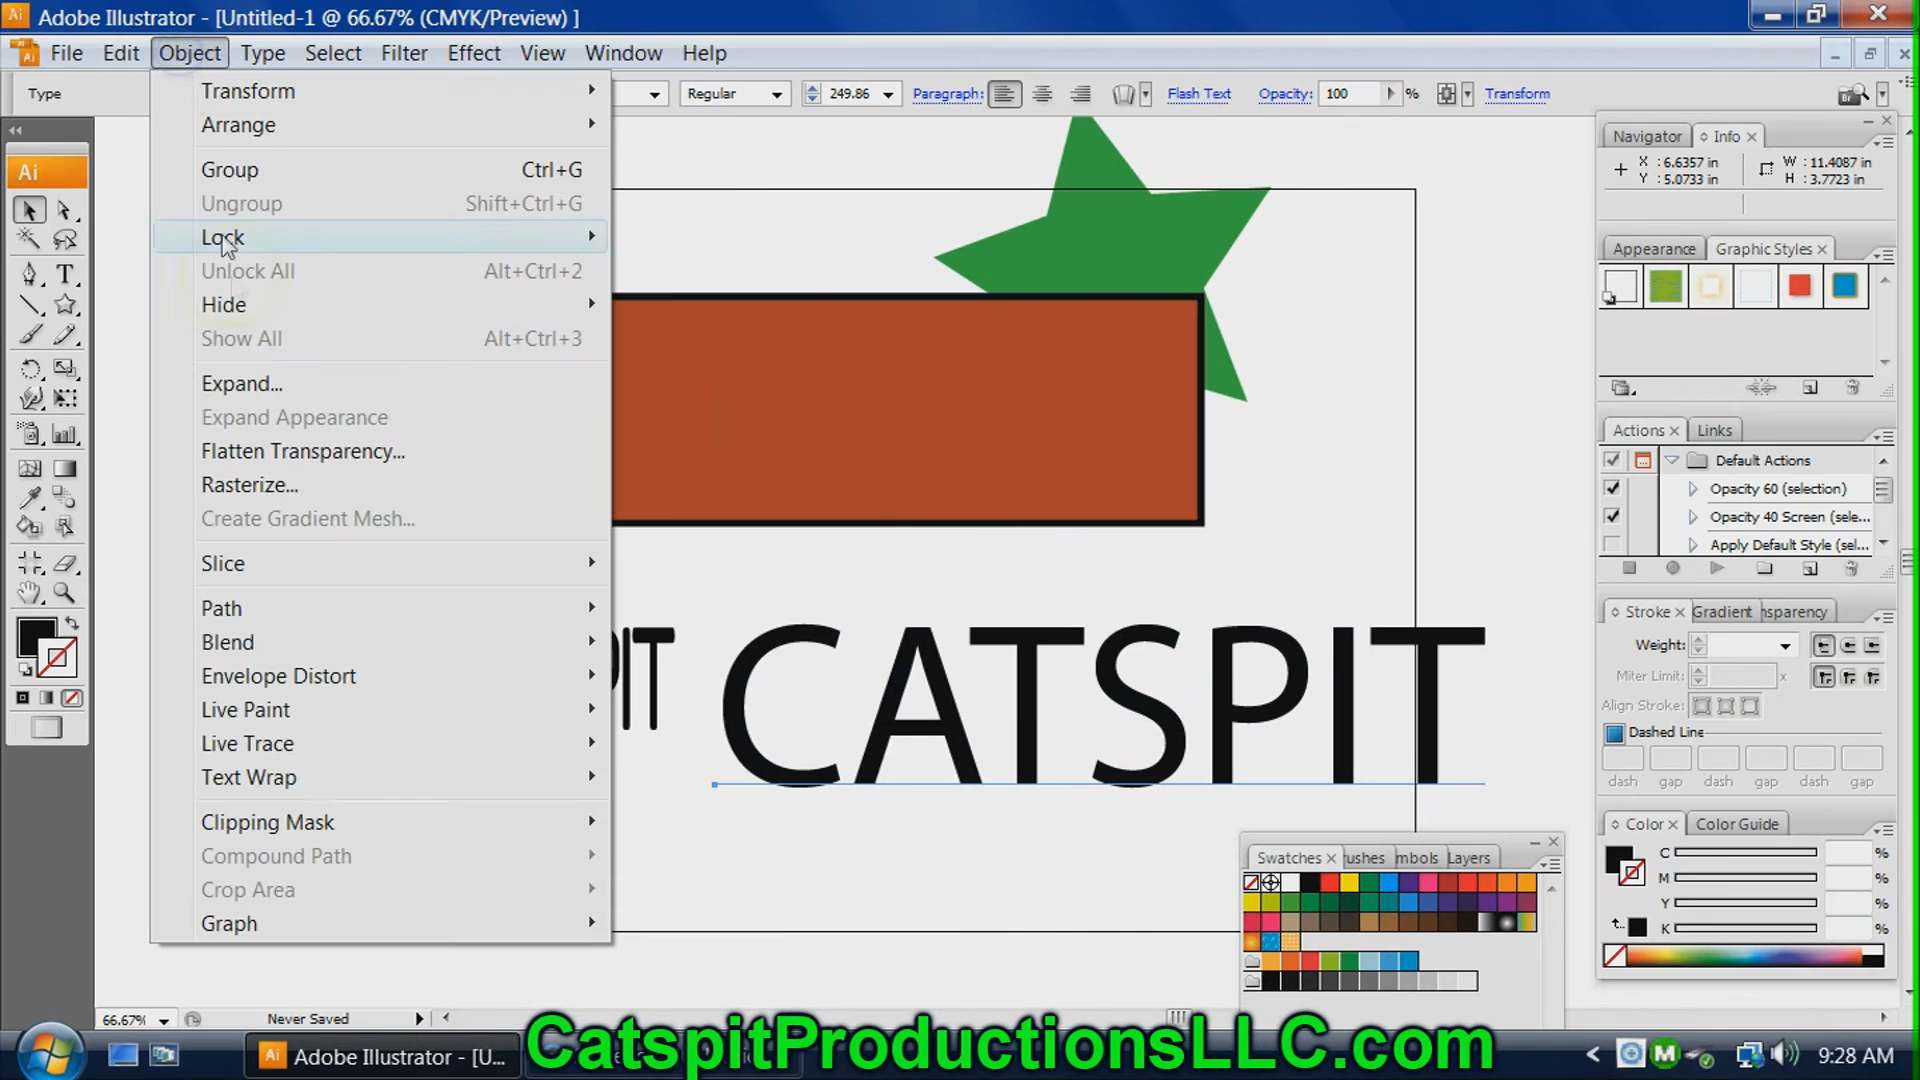 Adobe Illustrator - [Untitled-1 @ 66.67% (CMYK/Preview) ]
File Edit Object Type Select Filter Effect View Window Help
Type Regular 249.86 Paragraph: Flash Text Opacity: 100 % Transform
Transform
Arrange
Group Ctrl+G
Ungroup Shift+Ctrl+G
Lock
Unlock All Alt+Ctrl+2
Hide
Show All Alt+Ctrl+3
Expand...
Expand Appearance
Flatten Transparency...
Rasterize...
Create Gradient Mesh...
Slice
Path
Blend
Envelope Distort
Live Paint
Live Trace
Text Wrap
Clipping Mask
Compound Path
Crop Area
Graph
Ai
PIT CATSPIT
Navigator Info
X : 6.6357 in W : 11.4087 in
Y : 5.0733 in H : 3.7723 in
Appearance Graphic Styles
Actions Links
Default Actions
Opacity 60 (selection)
Opacity 40 Screen (sele...
Apply Default Style (sel...
Stroke Gradient nsparency
Weight:
Miter Limit: x
Align Stroke:
Dashed Line
dash gap dash gap dash gap
Color Color Guide
C %
M %
Y %
K %
Swatches rushes mbols Layers
66.67% Never Saved
Adobe Illustrator - [U...
CatspitProductionsLLC.com
9:28 AM